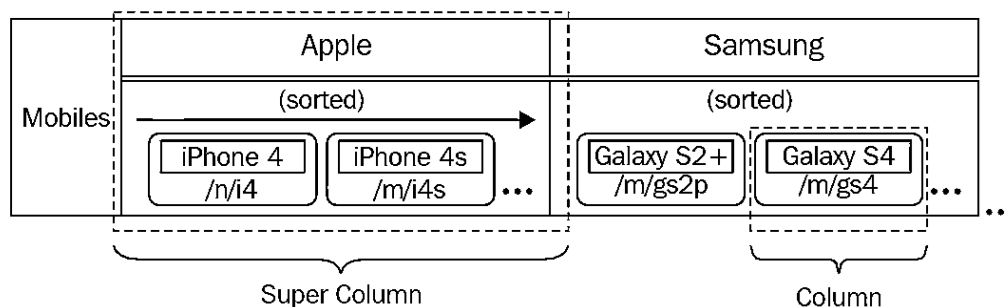 Apple
Samsung
Mobiles
(sorted)
(sorted)
iPhone 4
/n/i4
iPhone 4s
/m/i4s
...
Galaxy S2+
/m/gs2p
Galaxy S4
/m/gs4
...
..
Super Column
Column